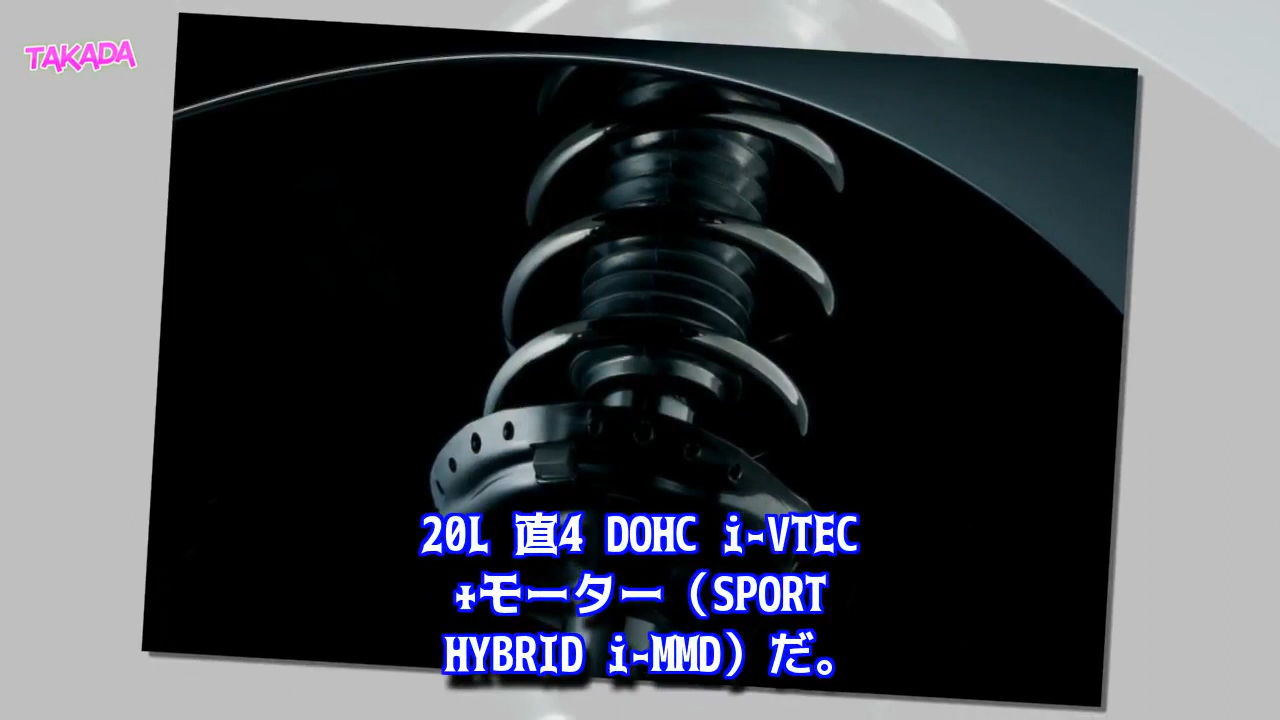 TAKADA
20L 直4 DOHC i-VTEC
+モーター（SPORT
HYBRID i-MMD）だ。